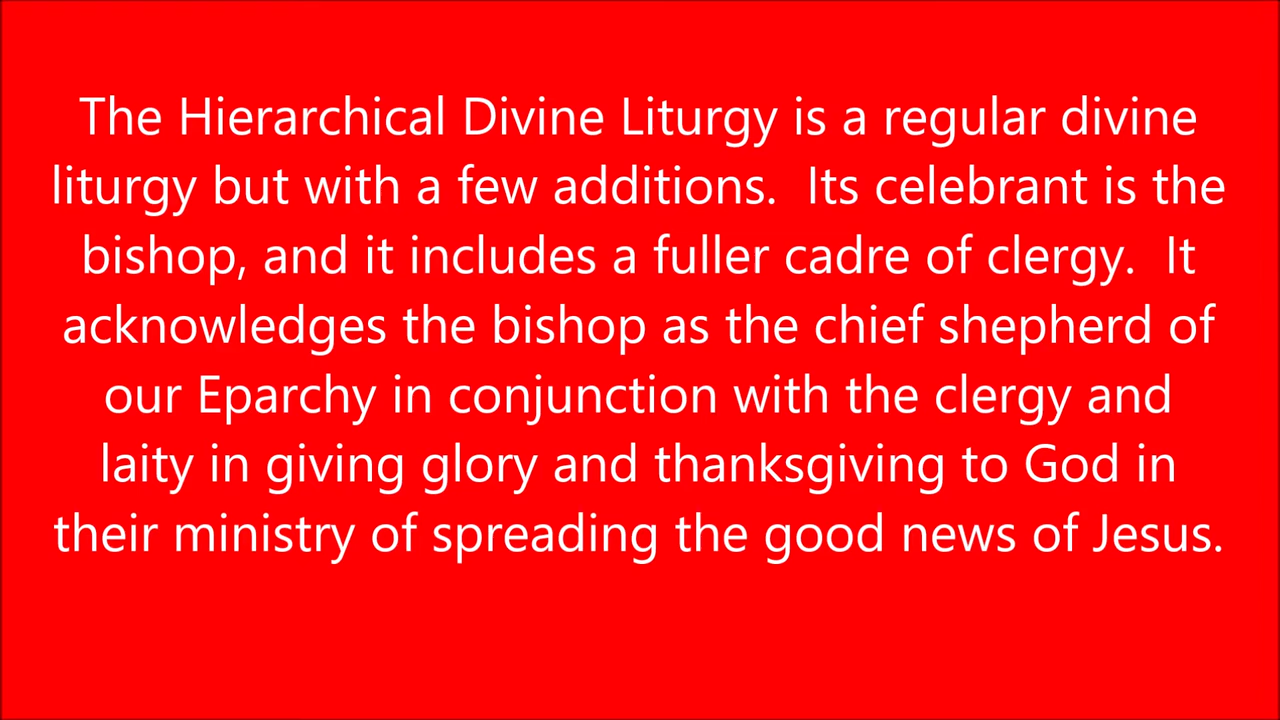 The Hierarchical Divine Liturgy is a regular divine
liturgy but with a few additions.  Its celebrant is the
bishop, and it includes a fuller cadre of clergy.  It
acknowledges the bishop as the chief shepherd of
our Eparchy in conjunction with the clergy and
laity in giving glory and thanksgiving to God in
their ministry of spreading the good news of Jesus.